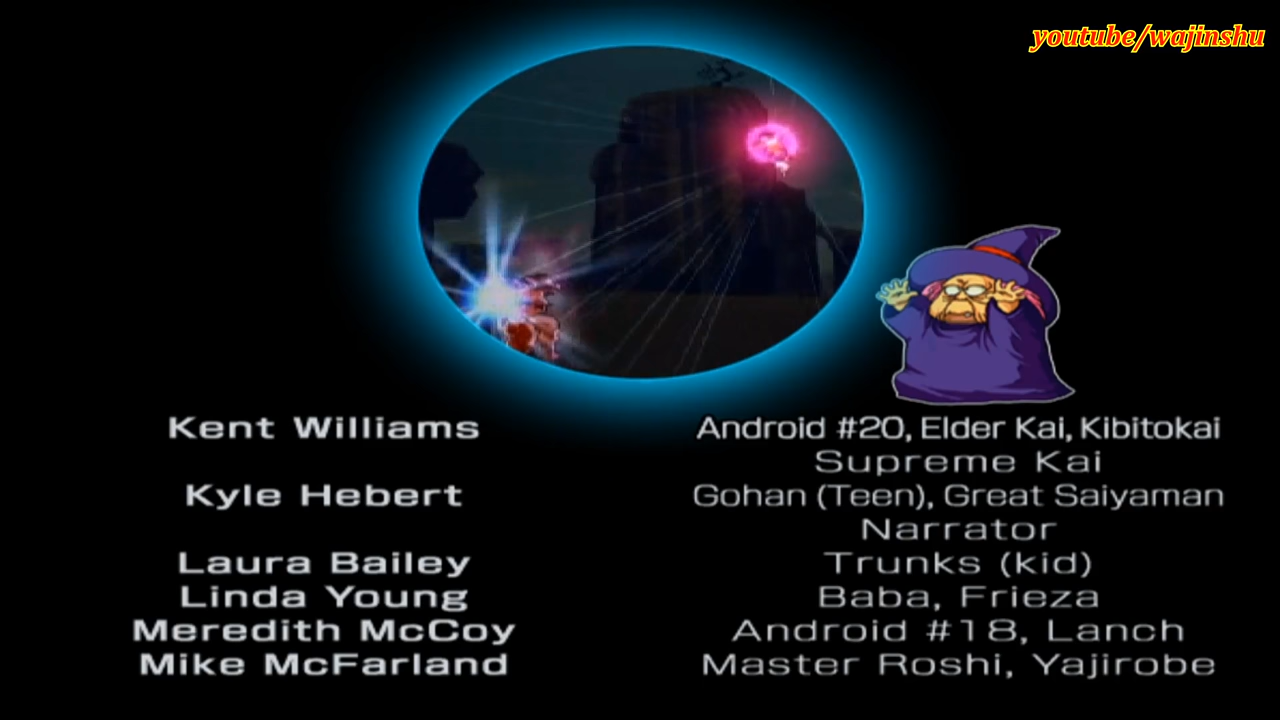 youtube/wajinshu
Kent Williams Android #20, Elder Kai, Kibitokai
Supreme Kai
Kyle Hebert Gohan (Teen), Great Saiyaman
Narrator
Laura Bailey Trunks (kid)
Linda Young Baba, Frieza
Meredith McCoy Android #18, Lanch
Mike McFarland Master Roshi, Yajirobe